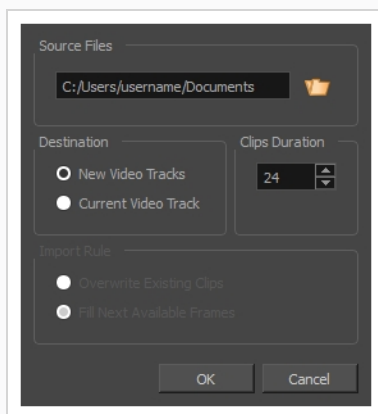 Source Files
C:/Users/username/Documents
Destination
New Video Tracks
Current Video Track
Clips Duration
24
Import Rule
Overwrite Existing Clips
Fill Next Available Frames
OK
Cancel